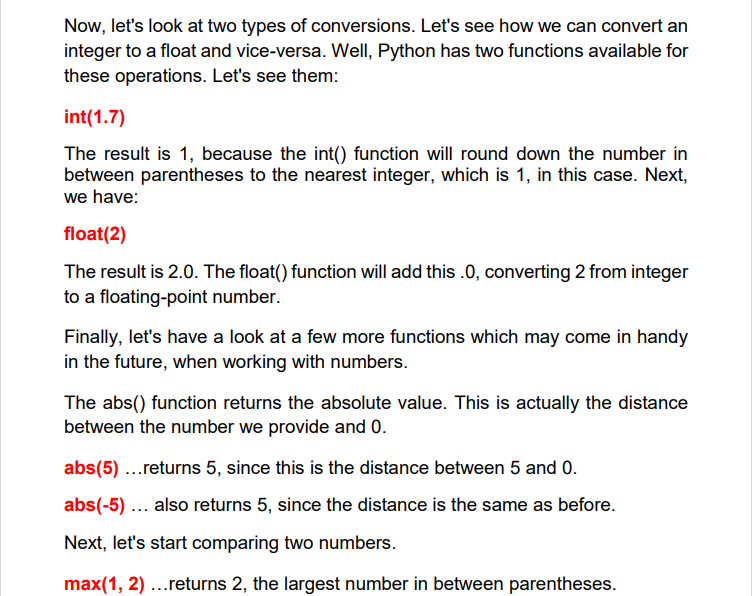 Now, let's look at two types of conversions. Let's see how we can convert an
integer to a float and vice-versa. Well, Python has two functions available for
these operations. Let's see them:
int(1.7)
The result is 1, because the int() function will round down the number in
between parentheses to the nearest integer, which is 1, in this case. Next,
we have:
float(2)
The result is 2.0. The float() function will add this .0, converting 2 from integer
to a floating-point number.
Finally, let's have a look at a few more functions which may come in handy
in the future, when working with numbers.
The abs() function returns the absolute value. This is actually the distance
between the number we provide and 0.
abs(5) …returns 5, since this is the distance between 5 and 0.
abs(-5) … also returns 5, since the distance is the same as before.
Next, let's start comparing two numbers.
max(1, 2) …returns 2, the largest number in between parentheses.